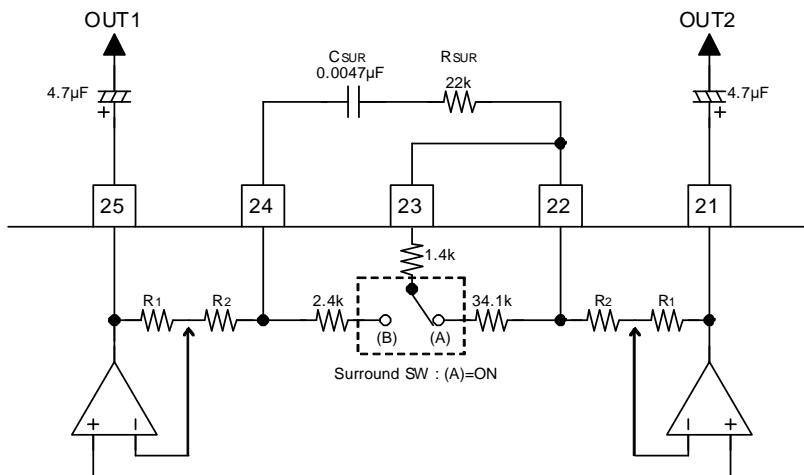 OUT1
OUT2
CSUR
0.0047µF
RSUR
22k
4.7µF
+
4.7µF
+
25
24
23
22
21
1.4k
R1
R2
2.4k
34.1k
R2
R1
(B)
(A)
Surround SW : (A)=ON
+
−
−
+